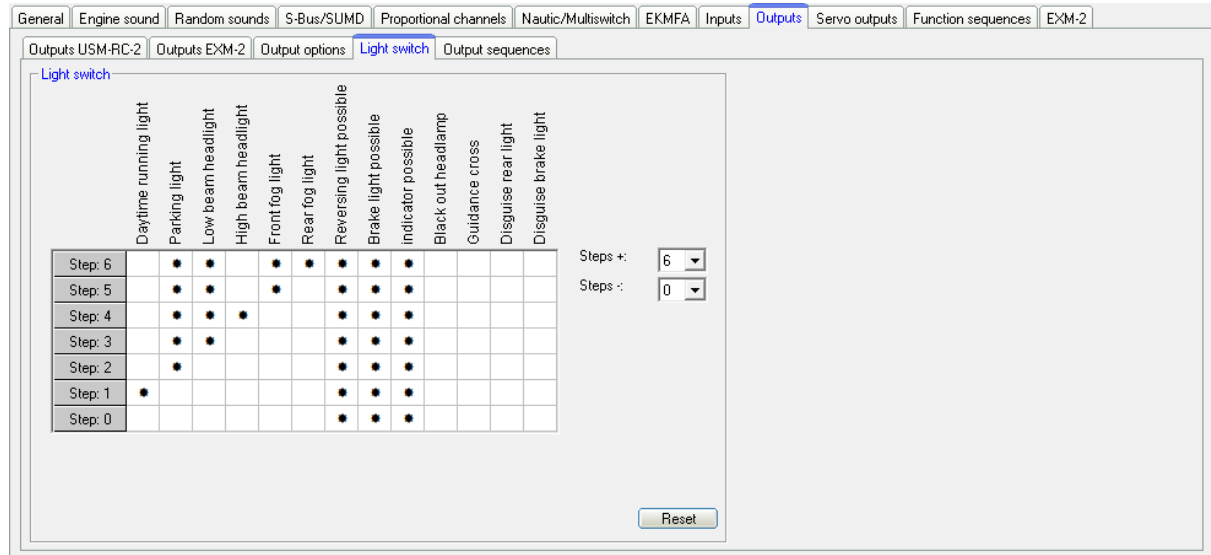 General Engine sound Random sounds S-Bus/SUMD Proportional channels Nautic/Multiswitch EKMFA Inputs Outputs Servo outputs Function sequences EXM-2
Outputs USM-RC-2 Outputs EXM-2 Output options Light switch Output sequences
Light switch
Daytime running light
Parking light
Low beam headlight
High beam headlight
Front fog light
Rear fog light
Reversing light possible
Brake light possible
indicator possible
Black out headlamp
Guidance cross
Disguise rear light
Disguise brake light
Step: 6
Step: 5
Step: 4
Step: 3
Step: 2
Step: 1
Step: 0
Steps +: 6
Steps -: 0
Reset